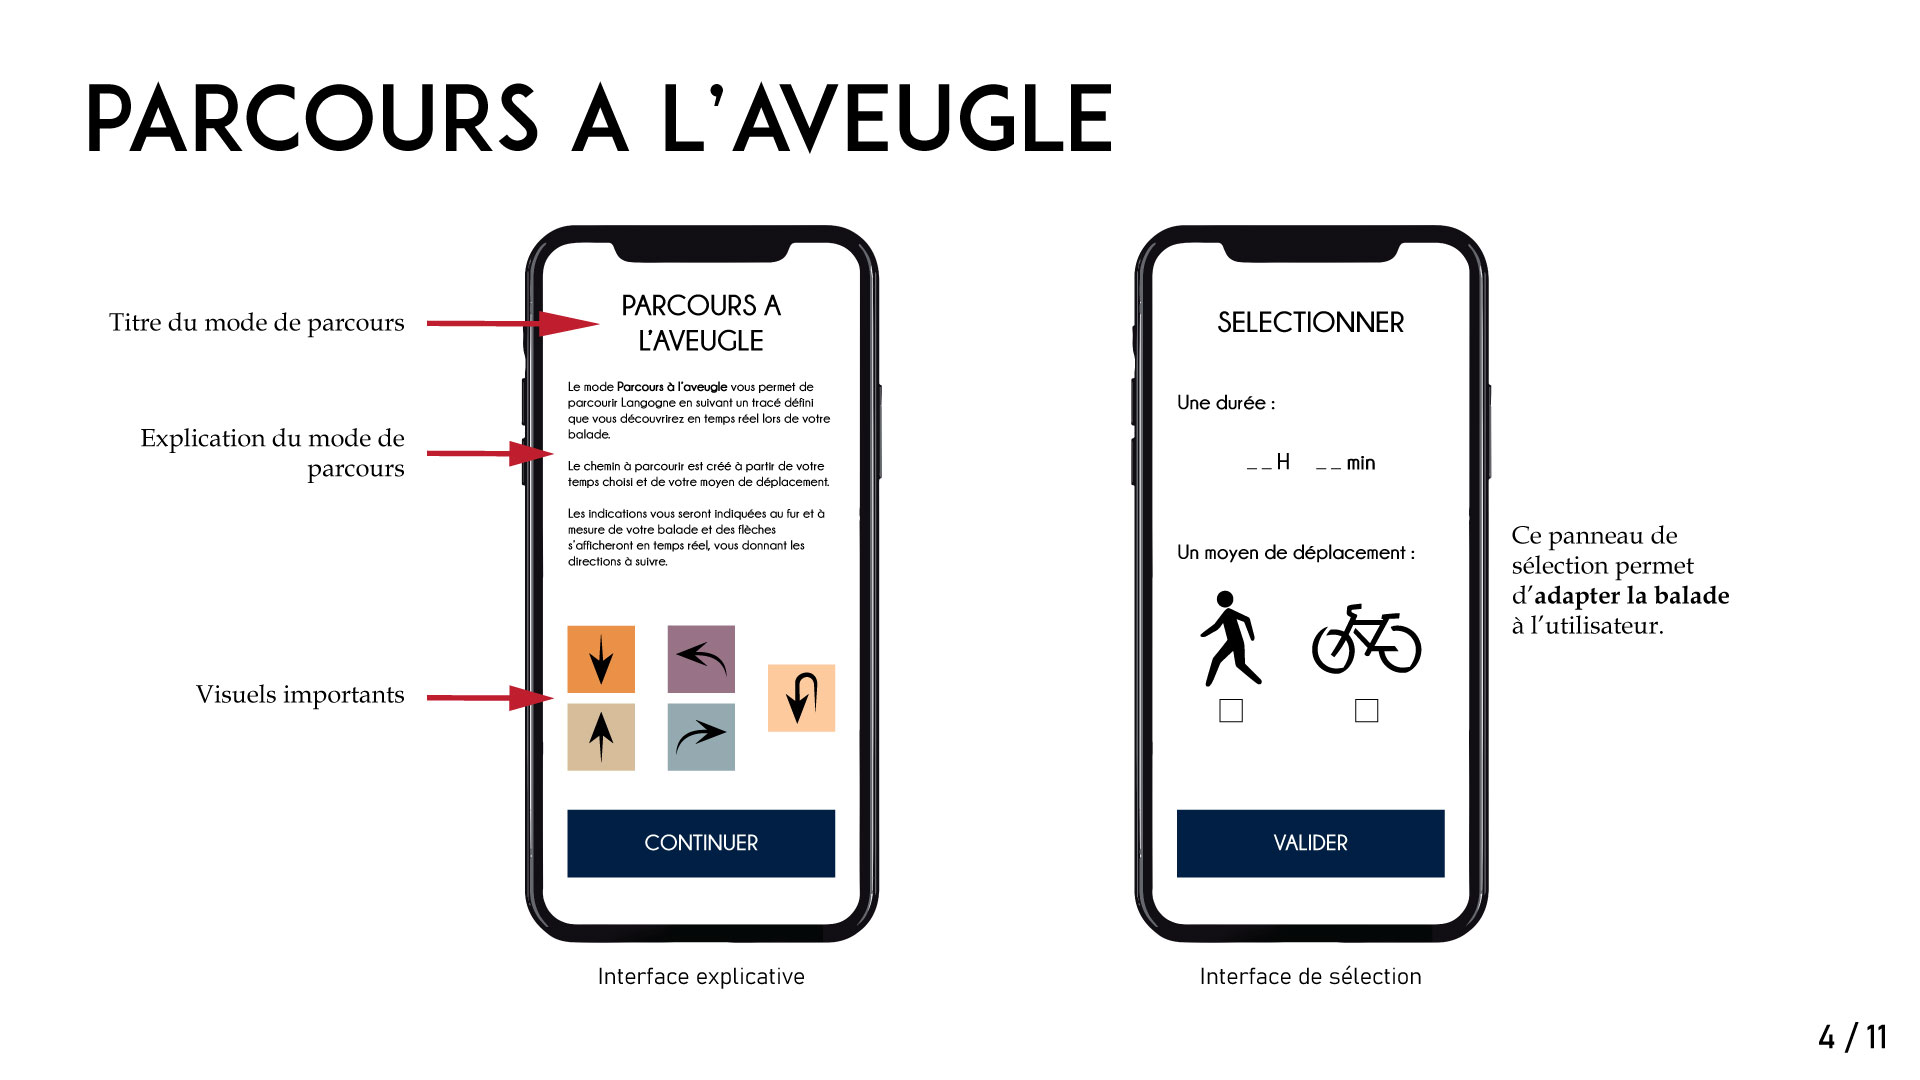 PARCOURS A L’AVEUGLE
Titre du mode de parcours
Explication du mode de
parcours
Visuels importants
PARCOURS A
L’AVEUGLE
Le mode Parcours à l’aveugle vous permet de
parcourir Langogne en suivant un tracé défini
que vous découvrirez en temps réel lors de votre
balade.
Le chemin à parcourir est créé à partir de votre
temps choisi et de votre moyen de déplacement.
Les indications vous seront indiquées au fur et à
mesure de votre balade et des flèches
s’afficheront en temps réel, vous donnant les
directions à suivre.
CONTINUER
Interface explicative
SELECTIONNER
Une durée :
_ _ H _ _ min
Un moyen de déplacement :
VALIDER
Interface de sélection
Ce panneau de
sélection permet
d’adapter la balade
à l’utilisateur.
4 / 11